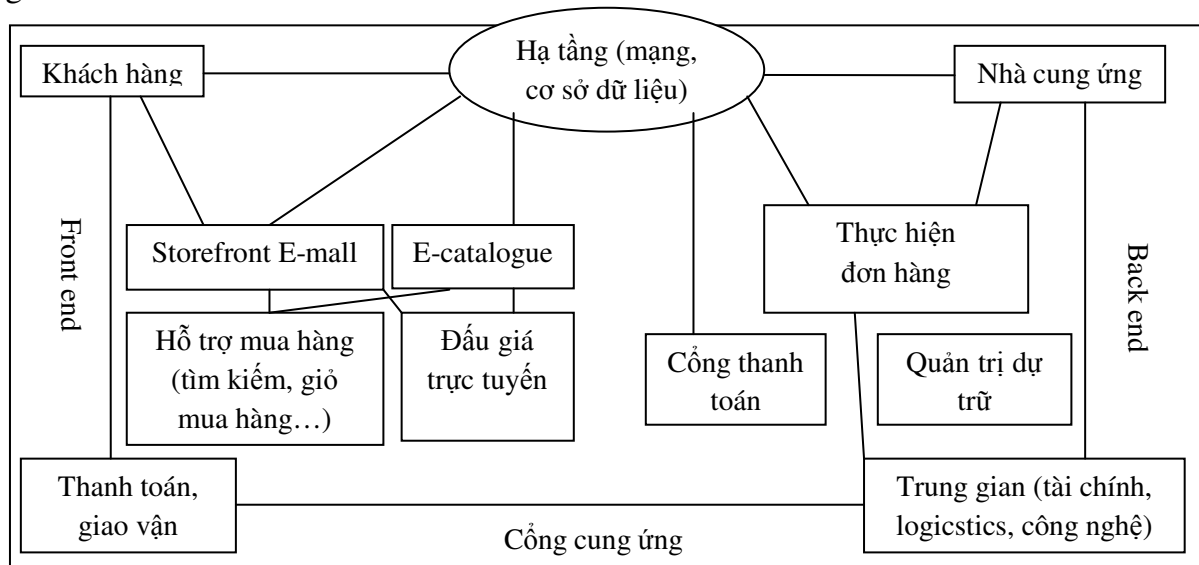 g
Hạ tầng (mạng,
cơ sở dữ liệu)
Khách hàng
Nhà cung ứng
Front end
Storefront E-mall
E-catalogue
Thực hiện
đơn hàng
Back end
Hỗ trợ mua hàng
(tìm kiếm, giỏ
mua hàng…)
Đấu giá
trực tuyến
Cổng thanh
toán
Quản trị dự
trữ
Thanh toán,
giao vận
Trung gian (tài chính,
logicstics, công nghệ)
Cổng cung ứng